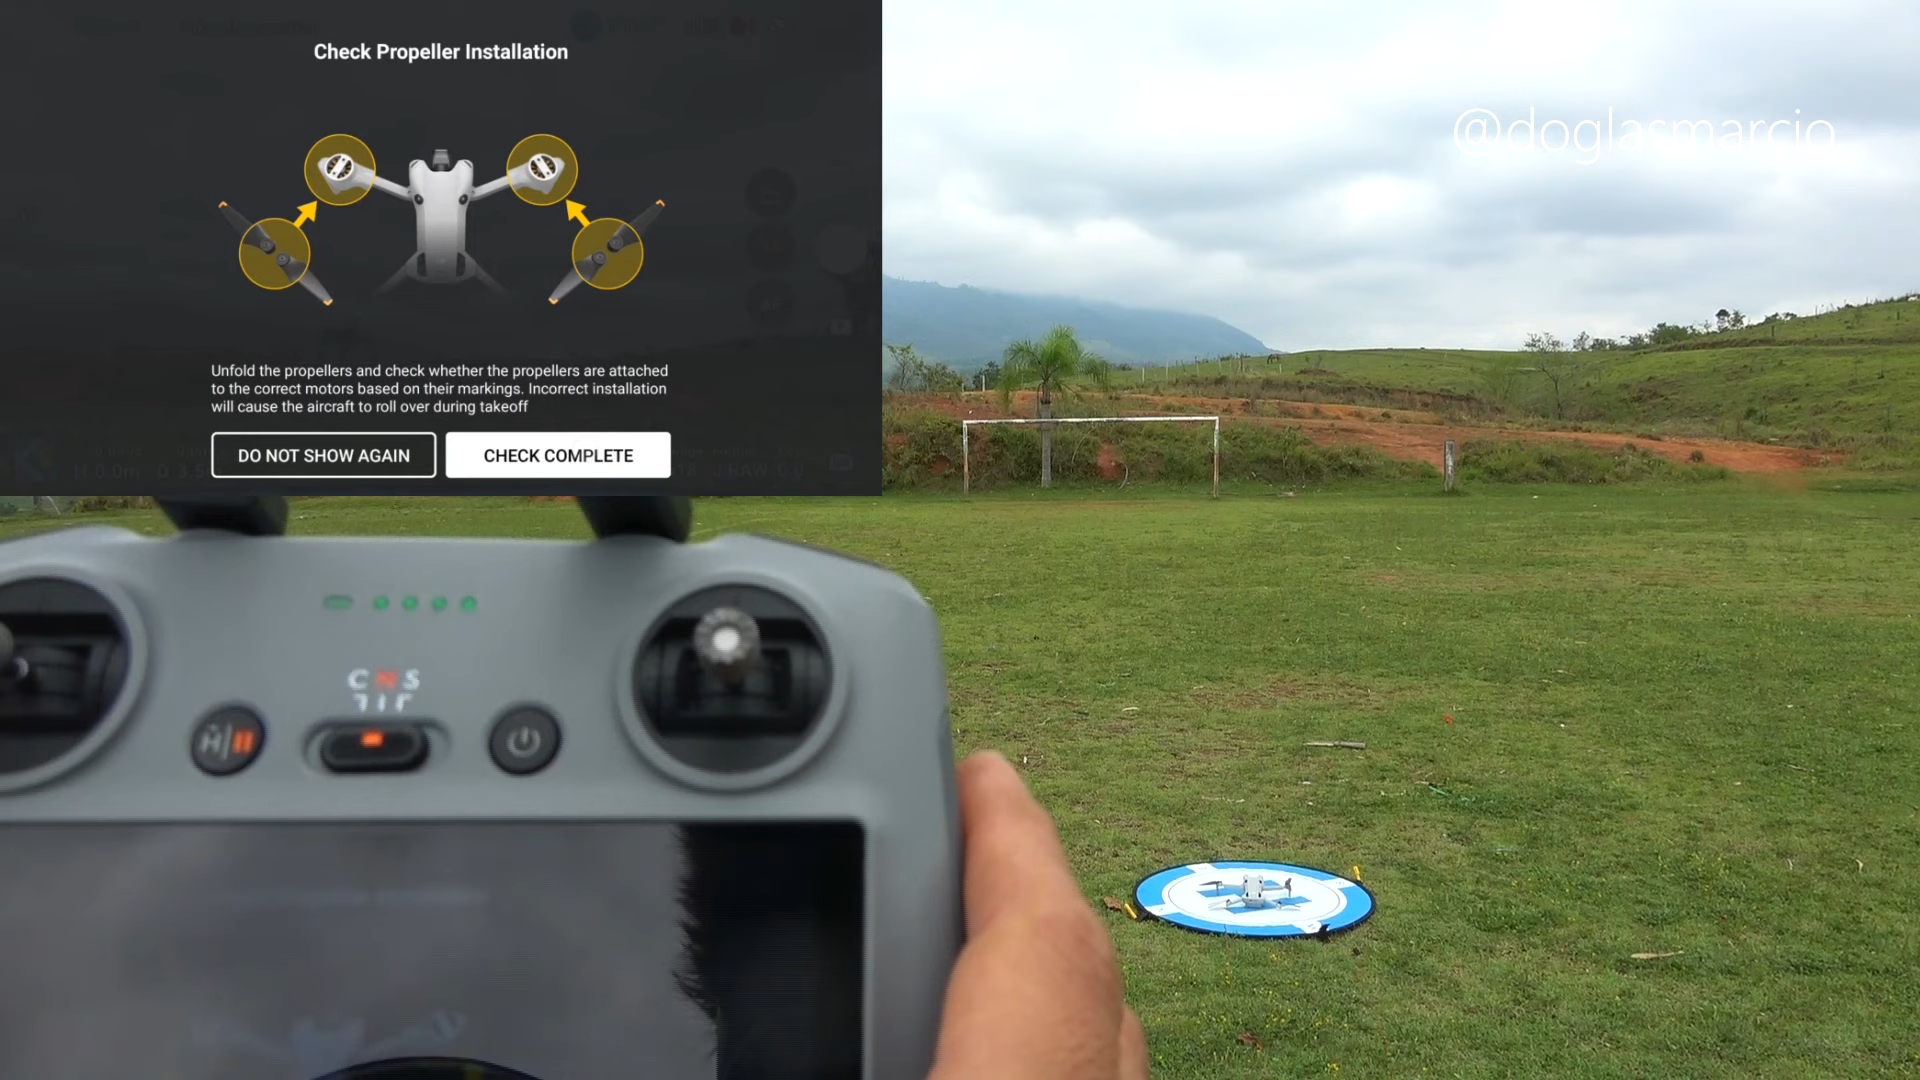 Check Propeller Installation
@doglasmarcio
Unfold the propellers and check whether the propellers are attached
to the correct motors based on their markings. Incorrect installation
will cause the aircraft to roll over during takeoff
DO NOT SHOW AGAIN
CHECK COMPLETE
C N S
H